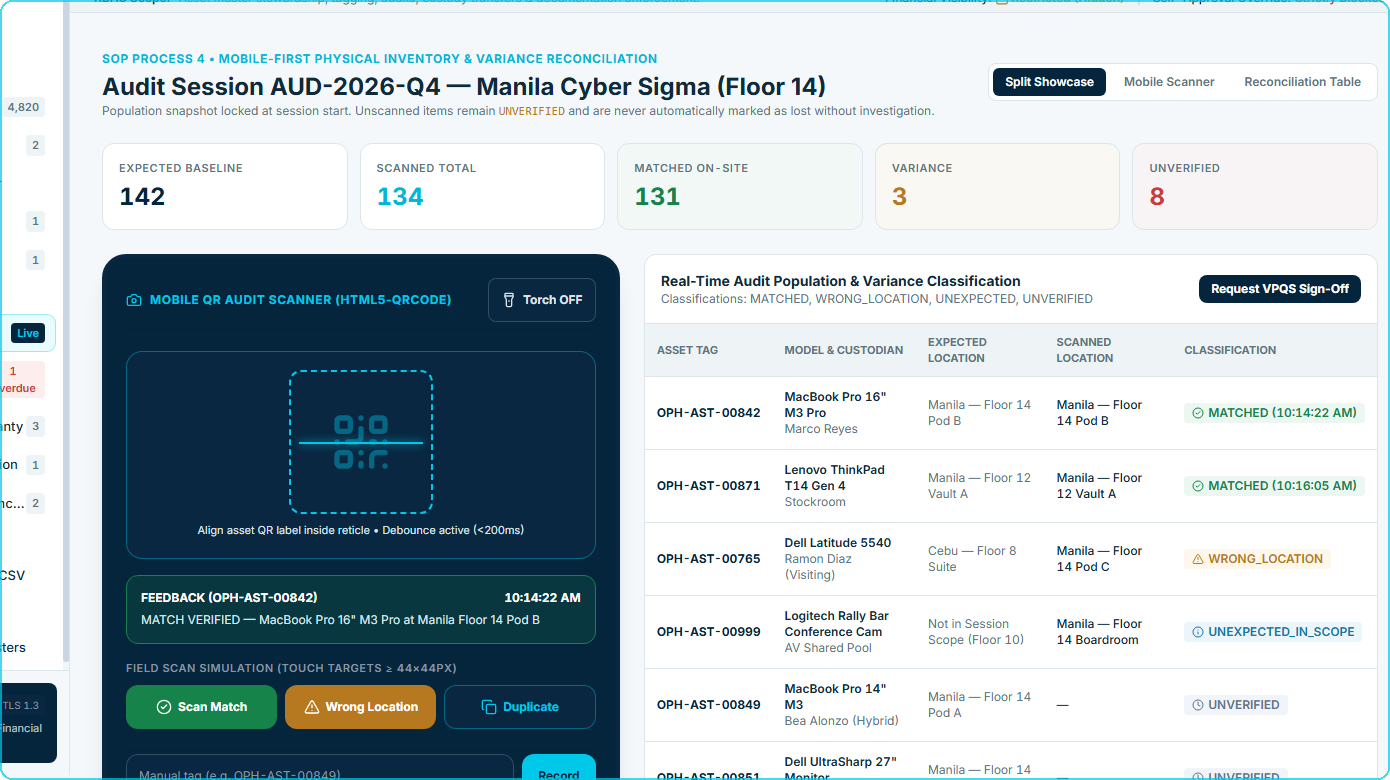 4,820
2
1
1
Live
1
verdue
nty 3
ion 1
nc... 2
CSV
sters
TLS 1.3
inancial
SOP PROCESS 4 • MOBILE-FIRST PHYSICAL INVENTORY & VARIANCE RECONCILIATION
Audit Session AUD-2026-Q4 — Manila Cyber Sigma (Floor 14)
Population snapshot locked at session start. Unscanned items remain UNVERIFIED and are never automatically marked as lost without investigation.
Split Showcase Mobile Scanner Reconciliation Table
EXPECTED BASELINE
142
SCANNED TOTAL
134
MATCHED ON-SITE
131
VARIANCE
3
UNVERIFIED
8
MOBILE QR AUDIT SCANNER (HTML5-QRCODE)
Torch OFF
Align asset QR label inside reticle • Debounce active (<200ms)
FEEDBACK (OPH-AST-00842) 10:14:22 AM
MATCH VERIFIED — MacBook Pro 16" M3 Pro at Manila Floor 14 Pod B
FIELD SCAN SIMULATION (TOUCH TARGETS ≥ 44×44PX)
Scan Match Wrong Location Duplicate
Manual tag (e.g. OPH-AST-00849) Record
Real-Time Audit Population & Variance Classification
Classifications: MATCHED, WRONG_LOCATION, UNEXPECTED, UNVERIFIED
Request VPQS Sign-Off
ASSET TAG MODEL & CUSTODIAN EXPECTED LOCATION SCANNED LOCATION CLASSIFICATION
OPH-AST-00842
MacBook Pro 16"
M3 Pro
Marco Reyes
Manila — Floor 14
Pod B
Manila — Floor
14 Pod B
MATCHED (10:14:22 AM)
OPH-AST-00871
Lenovo ThinkPad
T14 Gen 4
Stockroom
Manila — Floor 12
Vault A
Manila — Floor
12 Vault A
MATCHED (10:16:05 AM)
OPH-AST-00765
Dell Latitude 5540
Ramon Diaz
(Visiting)
Cebu — Floor 8
Suite
Manila — Floor
14 Pod C
WRONG_LOCATION
OPH-AST-00999
Logitech Rally Bar
Conference Cam
AV Shared Pool
Not in Session
Scope (Floor 10)
Manila — Floor
14 Boardroom
UNEXPECTED_IN_SCOPE
OPH-AST-00849
MacBook Pro 14"
M3
Bea Alonzo (Hybrid)
Manila — Floor 14
Pod A
—
UNVERIFIED
OPH-AST-00851
Dell UltraSharp 27"
Monitor
Manila — Floor 14
—
UNVERIFIED